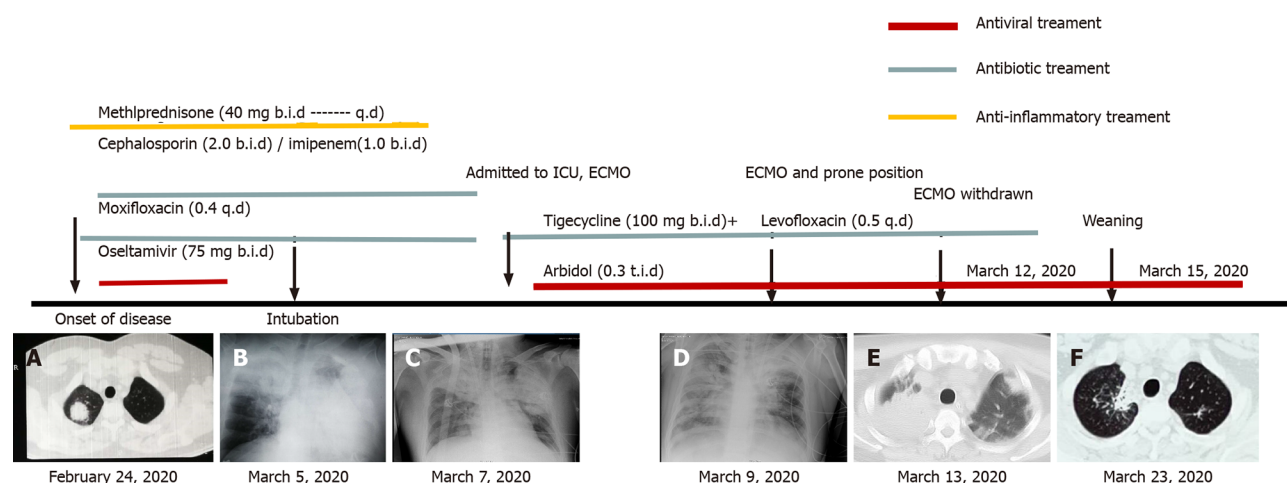 Antiviral treament
Antibiotic treament
Anti-inflammatory treament
Methlprednisone (40 mg b.i.d ------- q.d)
Cephalosporin (2.0 b.i.d) / imipenem(1.0 b.i.d)
Admitted to ICU, ECMO
ECMO and prone position
ECMO withdrawn
Moxifloxacin (0.4 q.d)
Tigecycline (100 mg b.i.d)+
Levofloxacin (0.5 q.d)
Weaning
Oseltamivir (75 mg b.i.d)
Arbidol (0.3 t.i.d)
March 12, 2020
March 15, 2020
Onset of disease
Intubation
A
B
C
D
E
F
R
February 24, 2020
March 5, 2020
March 7, 2020
March 9, 2020
March 13, 2020
March 23, 2020